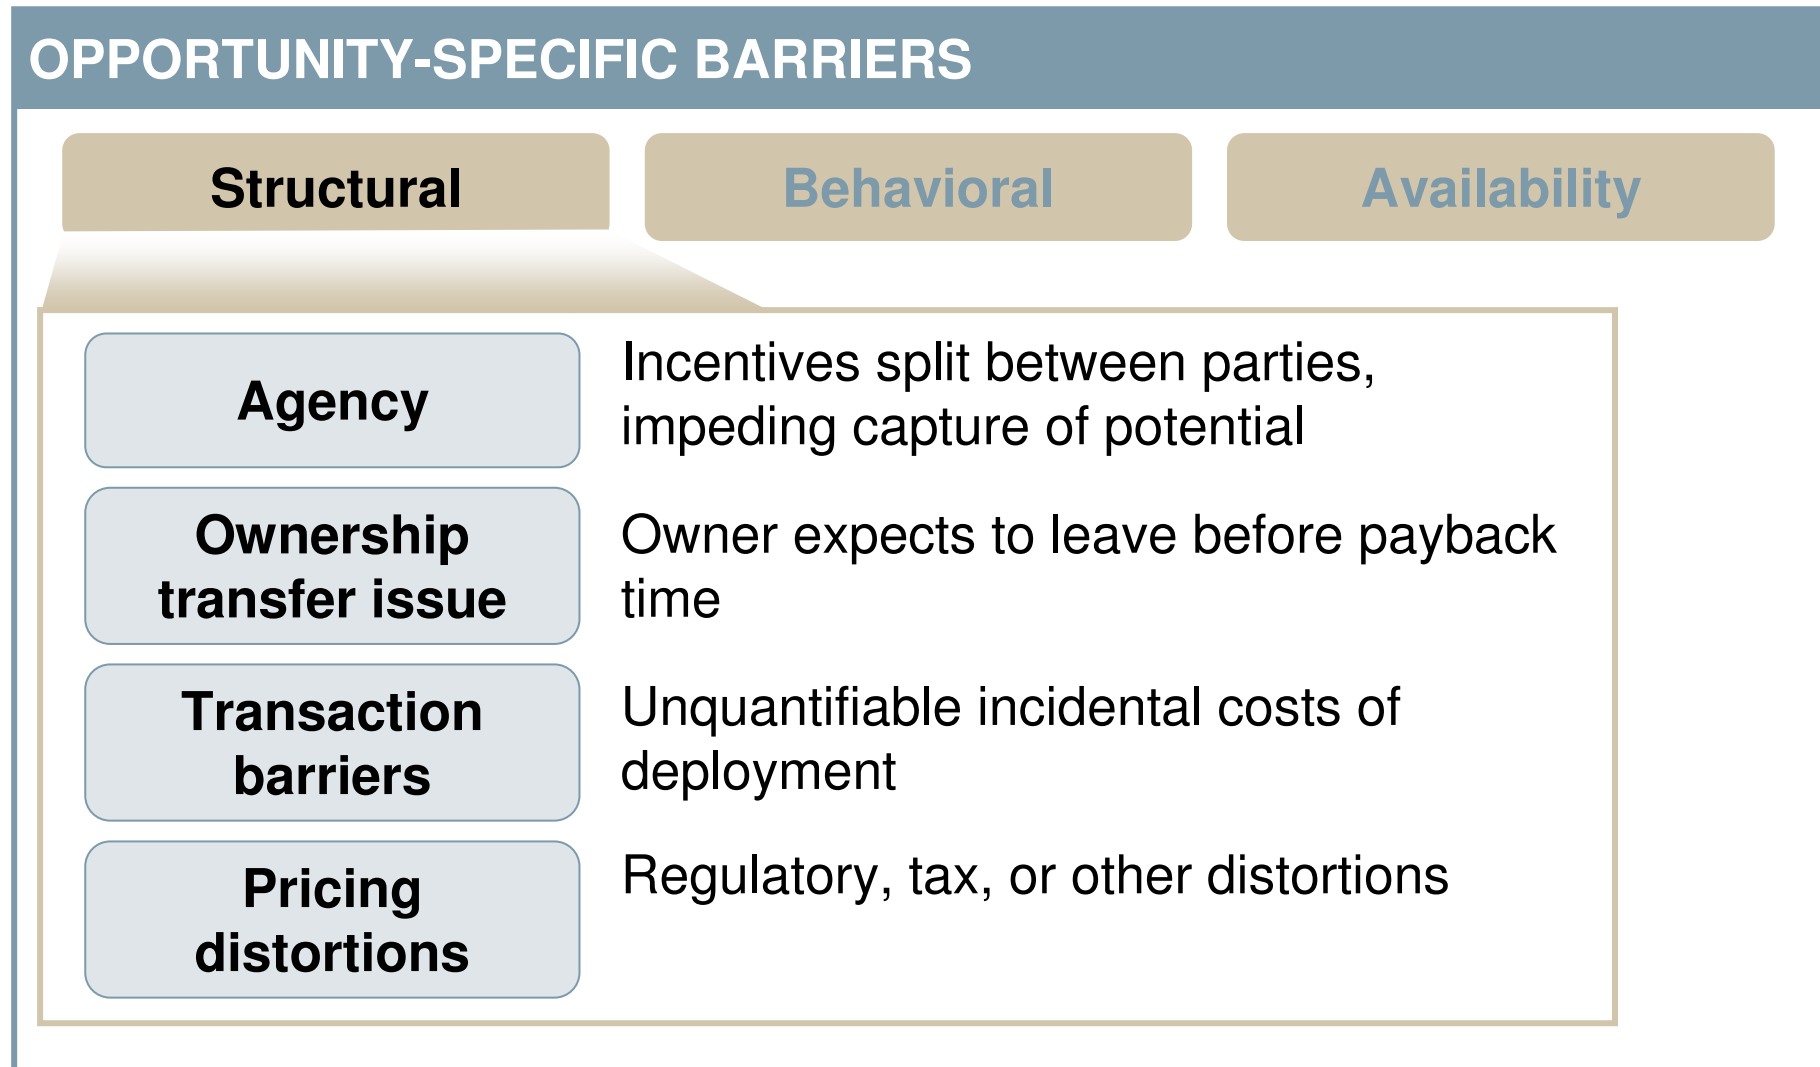 OPPORTUNITY-SPECIFIC BARRIERS
Structural
Behavioral
Availability
Agency
Incentives split between parties,
impeding capture of potential
Ownership
transfer issue
Owner expects to leave before payback
time
Transaction
barriers
Unquantifiable incidental costs of
deployment
Pricing
distortions
Regulatory, tax, or other distortions